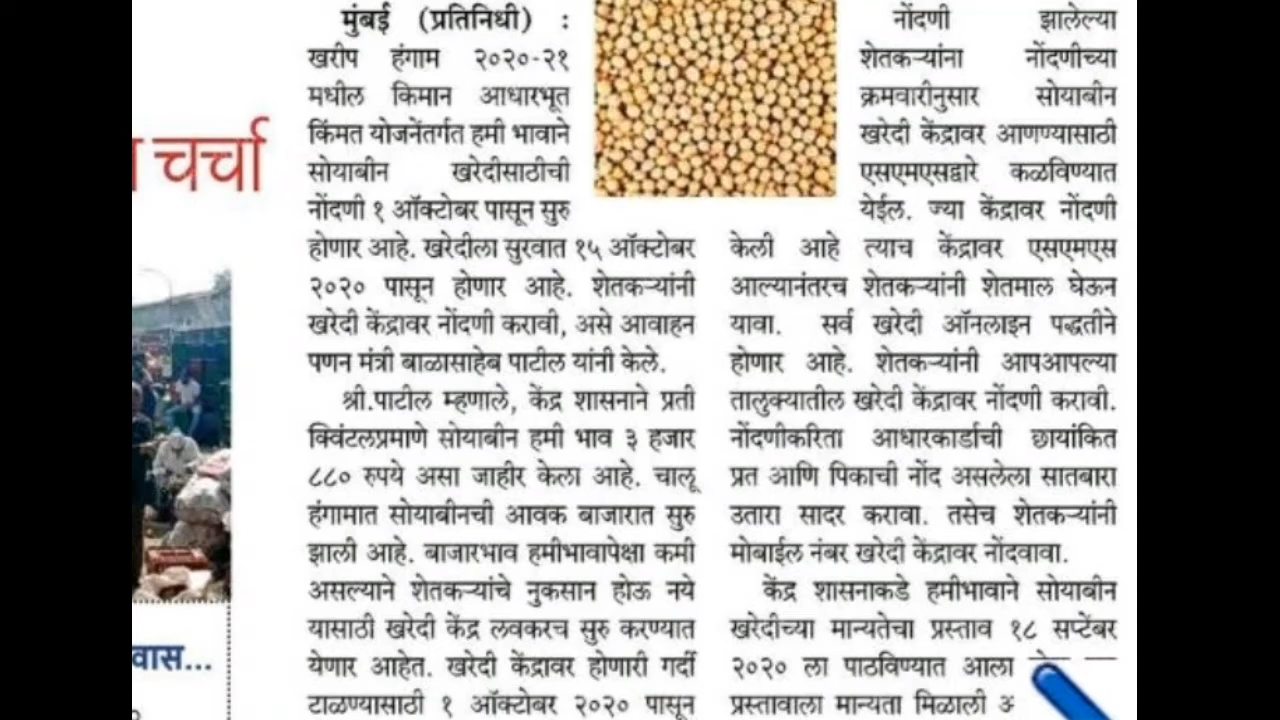 चर्चा
वास...
मुंबई (प्रतिनिधी) :
खरीप हंगाम २०२०-२१
मधील किमान आधारभूत
किंमत योजनेंतर्गत हमी भावाने
सोयाबीन खरेदीसाठीची
नोंदणी १ ऑक्टोबर पासून सुरु
होणार आहे. खरेदीला सुरवात १५ ऑक्टोबर
२०२० पासून होणार आहे. शेतकऱ्यांनी
खरेदी केंद्रावर नोंदणी करावी, असे आवाहन
पणन मंत्री बाळासाहेब पाटील यांनी केले.
श्री.पाटील म्हणाले, केंद्र शासनाने प्रती
क्विंटलप्रमाणे सोयाबीन हमी भाव ३ हजार
८८० रुपये असा जाहीर केला आहे. चालू
हंगामात सोयाबीनची आवक बाजारात सुरु
झाली आहे. बाजारभाव हमीभावापेक्षा कमी
असल्याने शेतकऱ्यांचे नुकसान होऊ नये
यासाठी खरेदी केंद्र लवकरच सुरु करण्यात
येणार आहेत. खरेदी केंद्रावर होणारी गर्दी
टाळण्यासाठी १ ऑक्टोबर २०२० पासून
नोंदणी झालेल्या
शेतकऱ्यांना नोंदणीच्या
क्रमवारीनुसार सोयाबीन
खरेदी केंद्रावर आणण्यासाठी
एसएमएसद्वारे कळविण्यात
येईल. ज्या केंद्रावर नोंदणी
केली आहे त्याच केंद्रावर एसएमएस
आल्यानंतरच शेतकऱ्यांनी शेतमाल घेऊन
यावा. सर्व खरेदी ऑनलाइन पद्धतीने
होणार आहे. शेतकऱ्यांनी आपआपल्या
तालुक्यातील खरेदी केंद्रावर नोंदणी करावी.
नोंदणीकरिता आधारकार्डाची छायांकित
प्रत आणि पिकाची नोंद असलेला सातबारा
उतारा सादर करावा. तसेच शेतकऱ्यांनी
मोबाईल नंबर खरेदी केंद्रावर नोंदवावा.
केंद्र शासनाकडे हमीभावाने सोयाबीन
खरेदीच्या मान्यतेचा प्रस्ताव १८ सप्टेंबर
२०२० ला पाठविण्यात आला
प्रस्तावाला मान्यता मिळाली